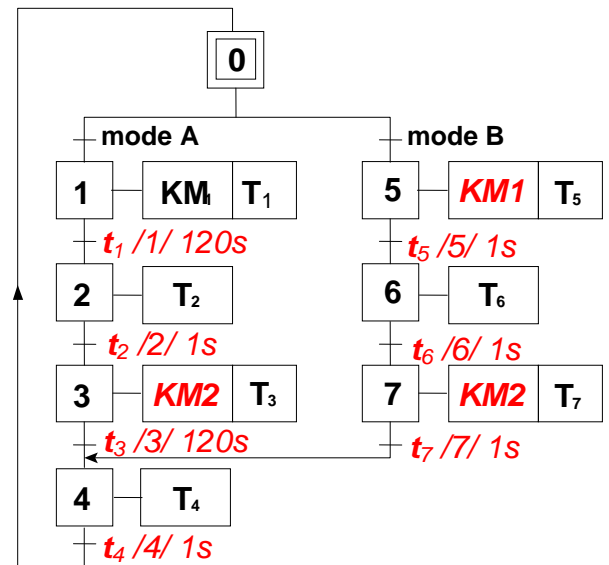 0
mode A
mode B
1 KM1 T1
5 KM1 T5
t1 /1/ 120s
t5 /5/ 1s
2 T2
6 T6
t2 /2/ 1s
t6 /6/ 1s
3 KM2 T3
7 KM2 T7
t3 /3/ 120s
t7 /7/ 1s
4 T4
t4 /4/ 1s